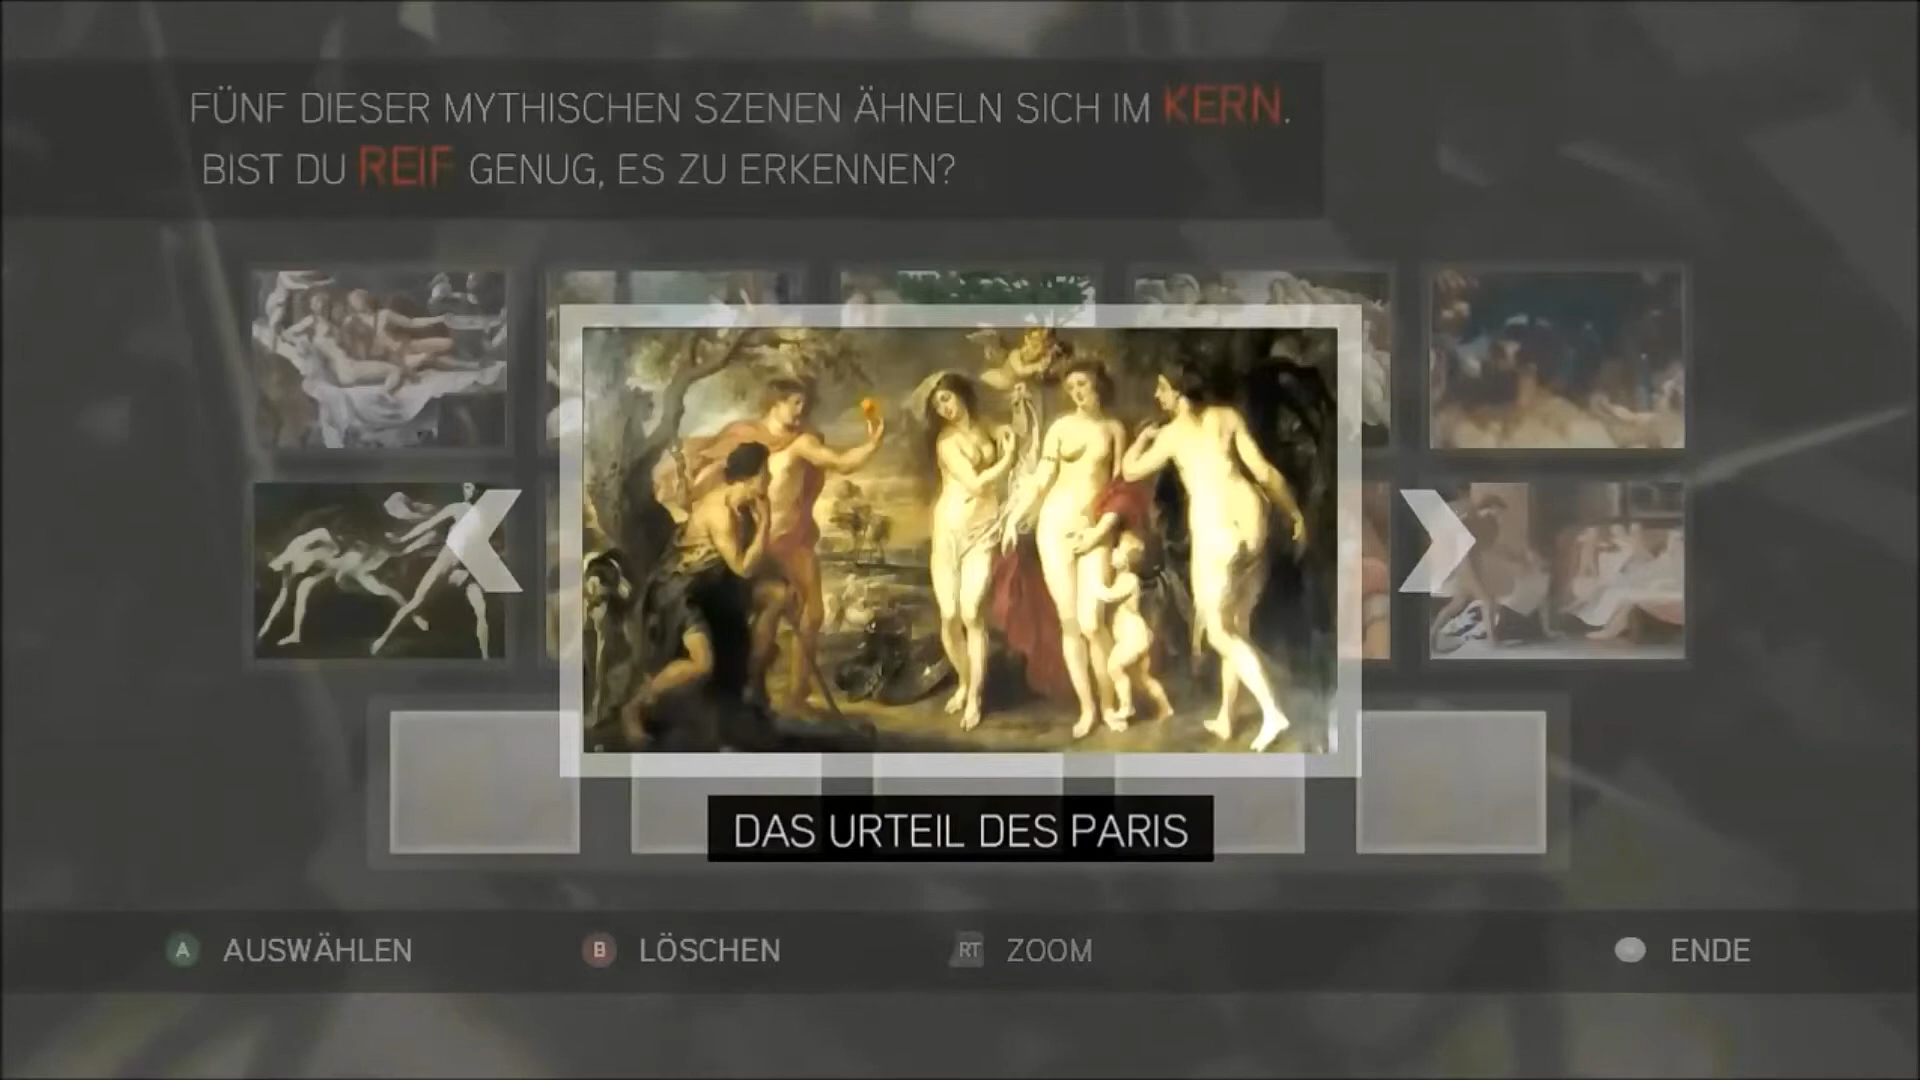 FÜNF DIESER MYTHISCHEN SZENEN ÄHNELN SICH IM KERN.
BIST DU REIF GENUG, ES ZU ERKENNEN?
DAS URTEIL DES PARIS
A AUSWÄHLEN B LÖSCHEN RT ZOOM ENDE